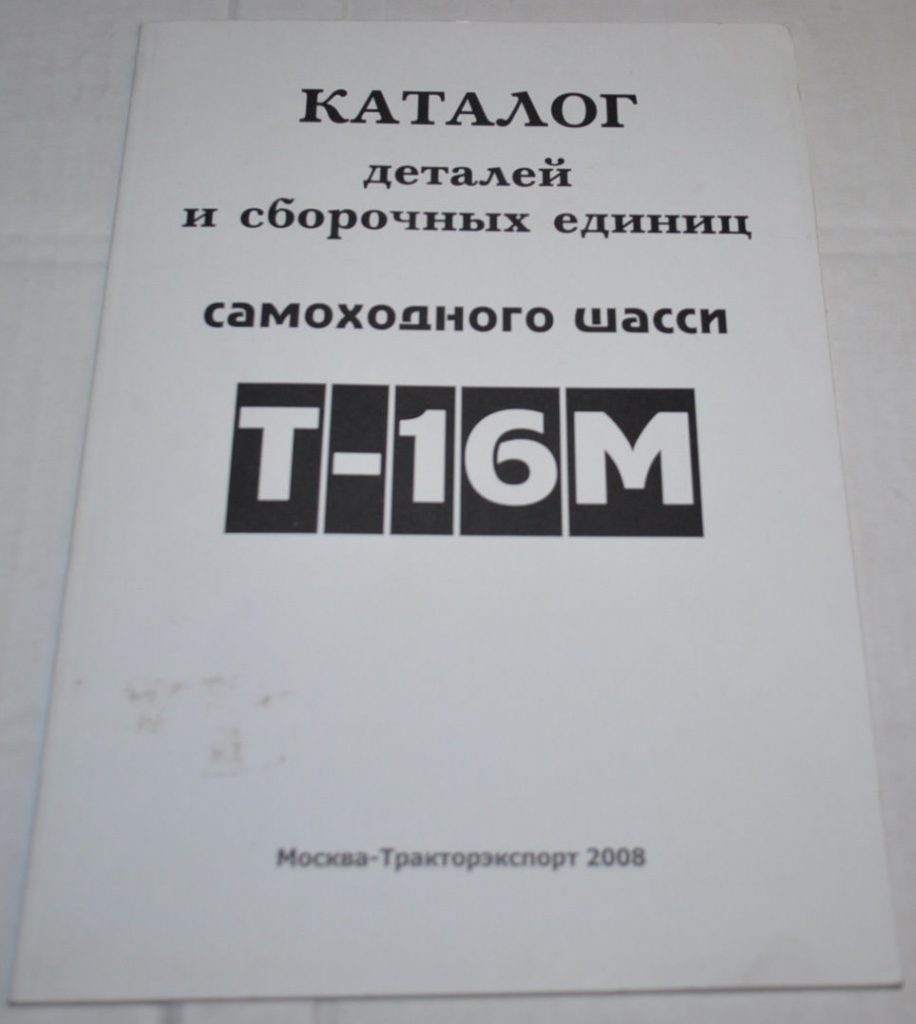 КАТАЛОГ
деталей
и сборочных единиц
самоходного шасси
Т-16М
Москва-Тракторэкспорт 2008